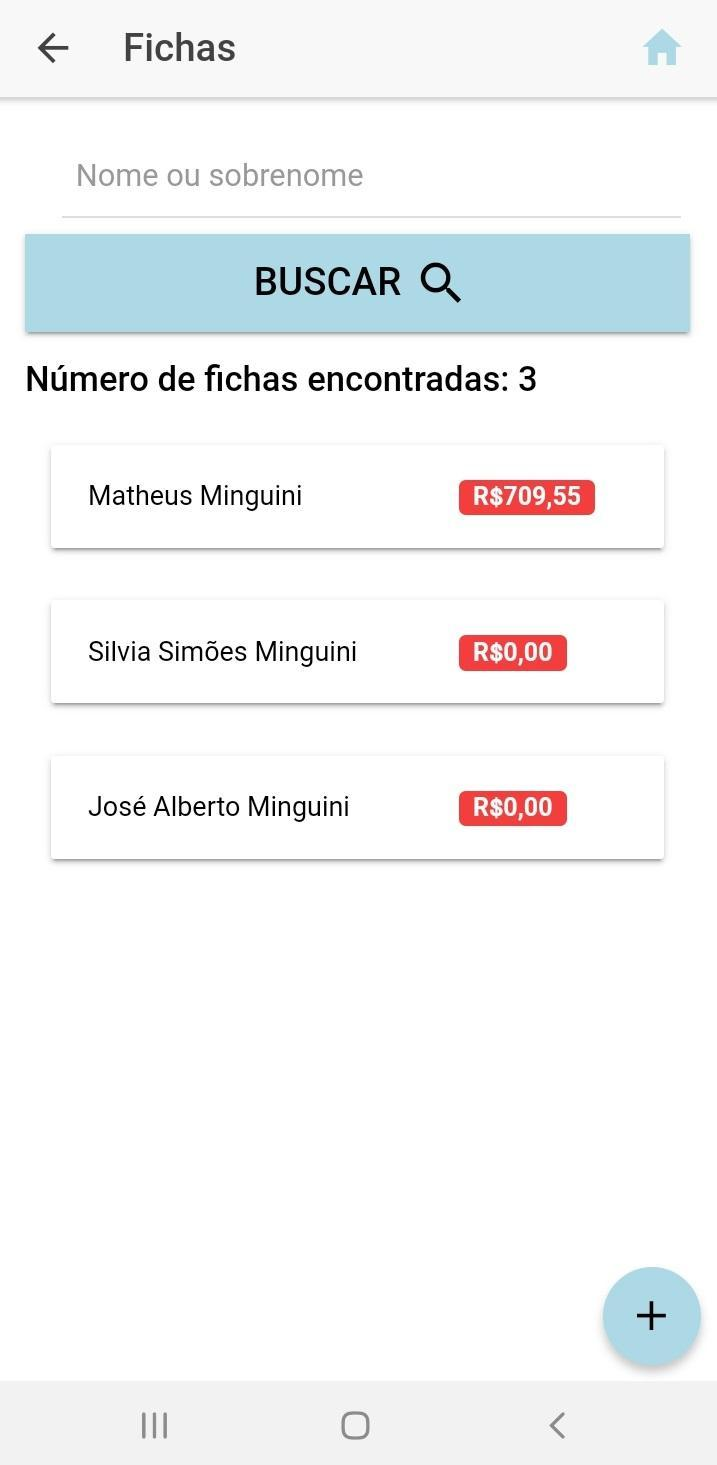 Fichas
Nome ou sobrenome
BUSCAR
Número de fichas encontradas: 3
Matheus Minguini R$709,55
Silvia Simões Minguini R$0,00
José Alberto Minguini R$0,00